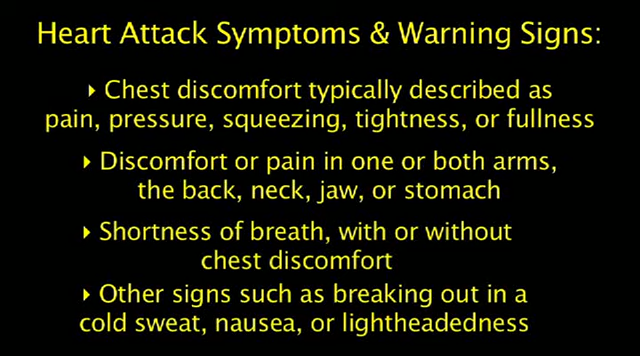 Heart Attack Symptoms & Warning Signs:
‣ Chest discomfort typically described as
pain, pressure, squeezing, tightness, or fullness
‣ Discomfort or pain in one or both arms,
the back, neck, jaw, or stomach
‣ Shortness of breath, with or without
chest discomfort
‣ Other signs such as breaking out in a
cold sweat, nausea, or lightheadedness